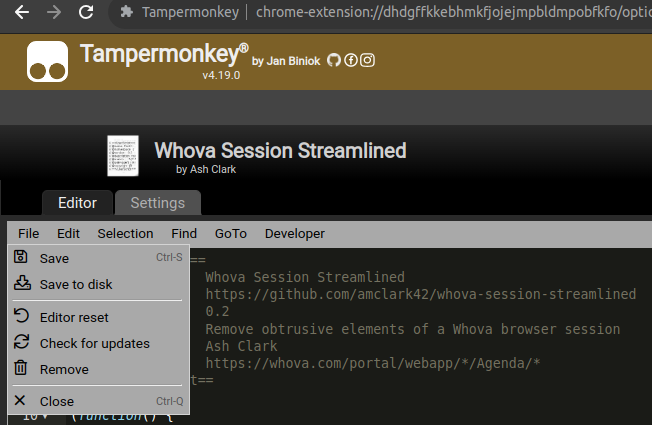 Tampermonkey | chrome-extension://dhdgffkkebhmkfjojejmpbldmpobfkfo/optio
Tampermonkey® by Jan Biniok
v4.19.0
Whova Session Streamlined
by Ash Clark
Editor Settings
File Edit Selection Find GoTo Developer
Save Ctrl-S ==
Whova Session Streamlined
Save to disk https://github.com/amclark42/whova-session-streamlined
0.2
Editor reset Remove obtrusive elements of a Whova browser session
Check for updates Ash Clark
https://whova.com/portal/webapp/*/Agenda/*
Remove t==
Close Ctrl-Q
10 (function() {